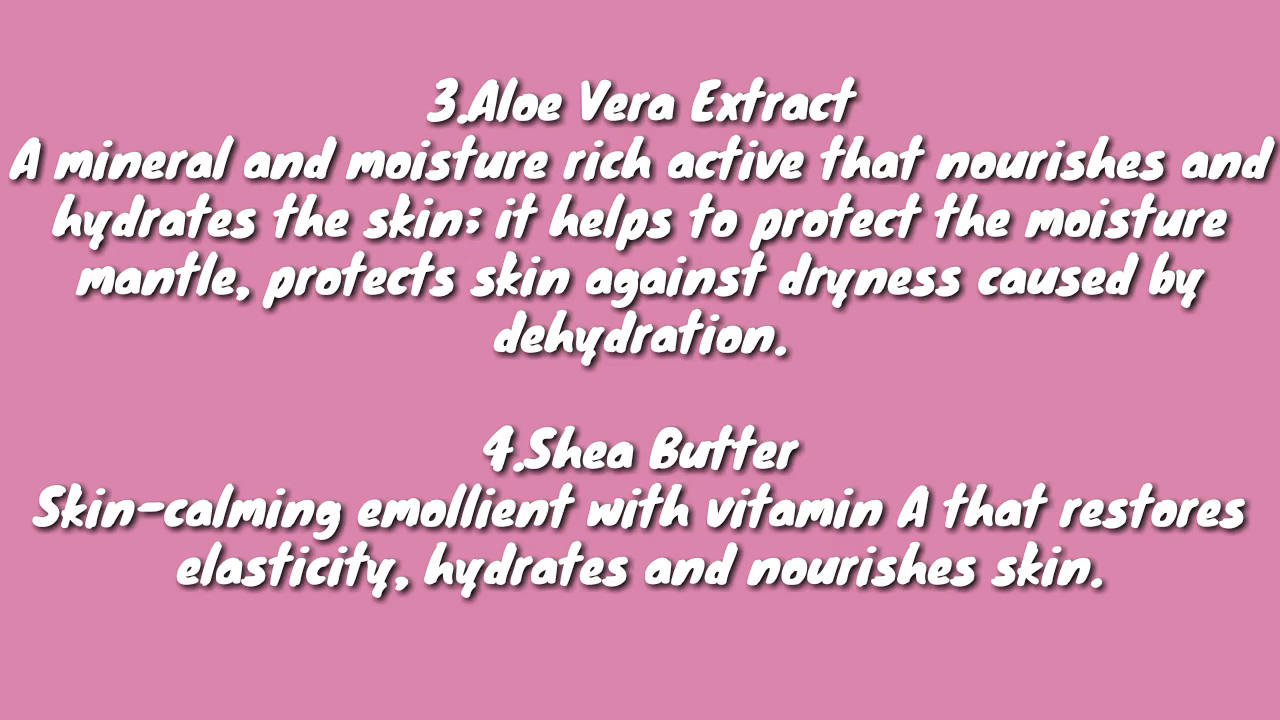 3.Aloe Vera Extract
A mineral and moisture rich active that nourishes and
hydrates the skin; it helps to protect the moisture
mantle, protects skin against dryness caused by
dehydration.
4.Shea Butter
Skin-calming emollient with vitamin A that restores
elasticity, hydrates and nourishes skin.